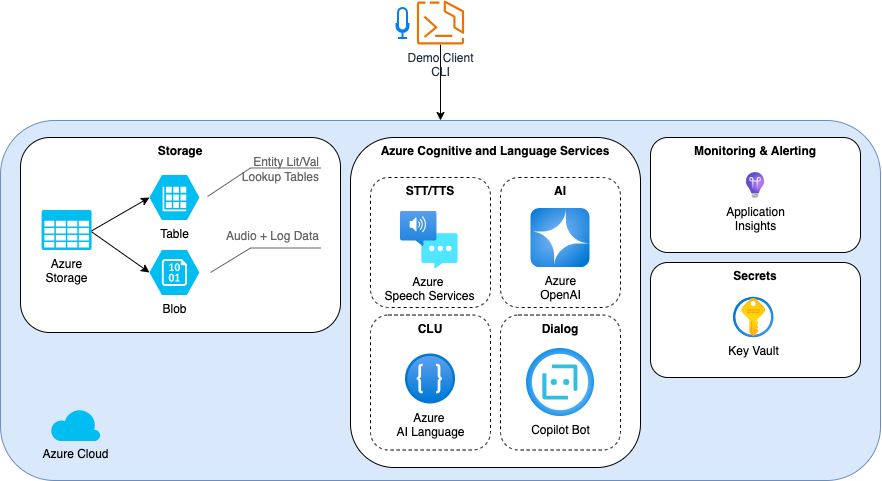 Demo Client
CLI
Storage
Entity Lit/Val
Lookup Tables
Table
Audio + Log Data
Azure
Storage
Blob
Azure Cloud
Azure Cognitive and Language Services
STT/TTS
Azure
Speech Services
AI
Azure
OpenAI
CLU
Azure
AI Language
Dialog
Copilot Bot
Monitoring & Alerting
Application
Insights
Secrets
Key Vault
10
01
{ }